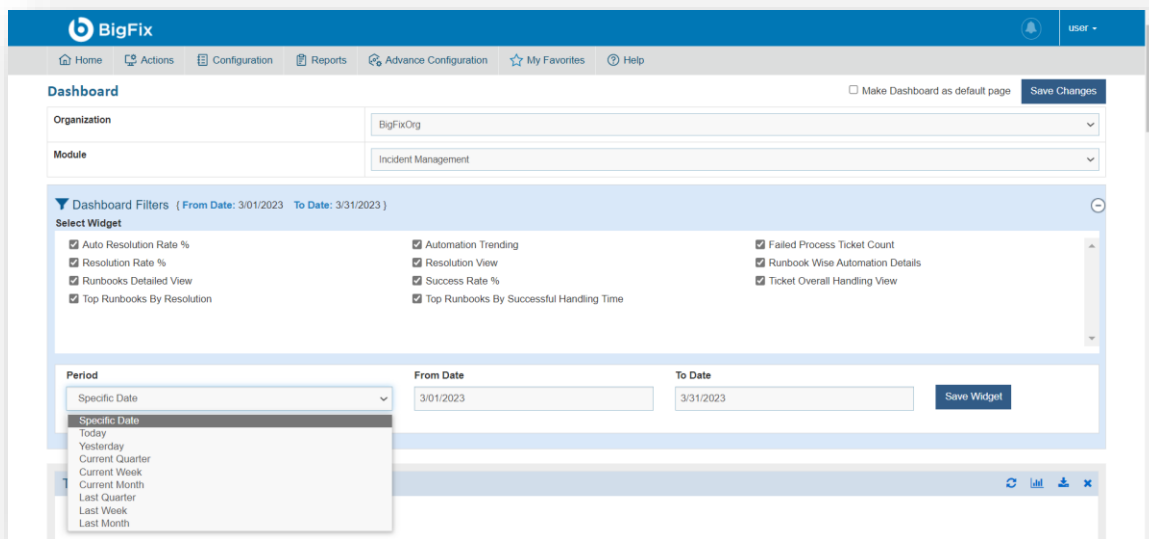 BigFix
user
Home Actions Configuration Reports Advance Configuration My Favorites Help
Dashboard
Make Dashboard as default page Save Changes
Organization BigFixOrg
Module Incident Management
Dashboard Filters ( From Date: 3/01/2023 To Date: 3/31/2023 )
Select Widget
Auto Resolution Rate % Automation Trending Failed Process Ticket Count
Resolution Rate % Resolution View Runbook Wise Automation Details
Runbooks Detailed View Success Rate % Ticket Overall Handling View
Top Runbooks By Resolution Top Runbooks By Successful Handling Time
Period From Date To Date
Specific Date 3/01/2023 3/31/2023 Save Widget
Specific Date
Today
Yesterday
Current Quarter
Current Week
Current Month
Last Quarter
Last Week
Last Month